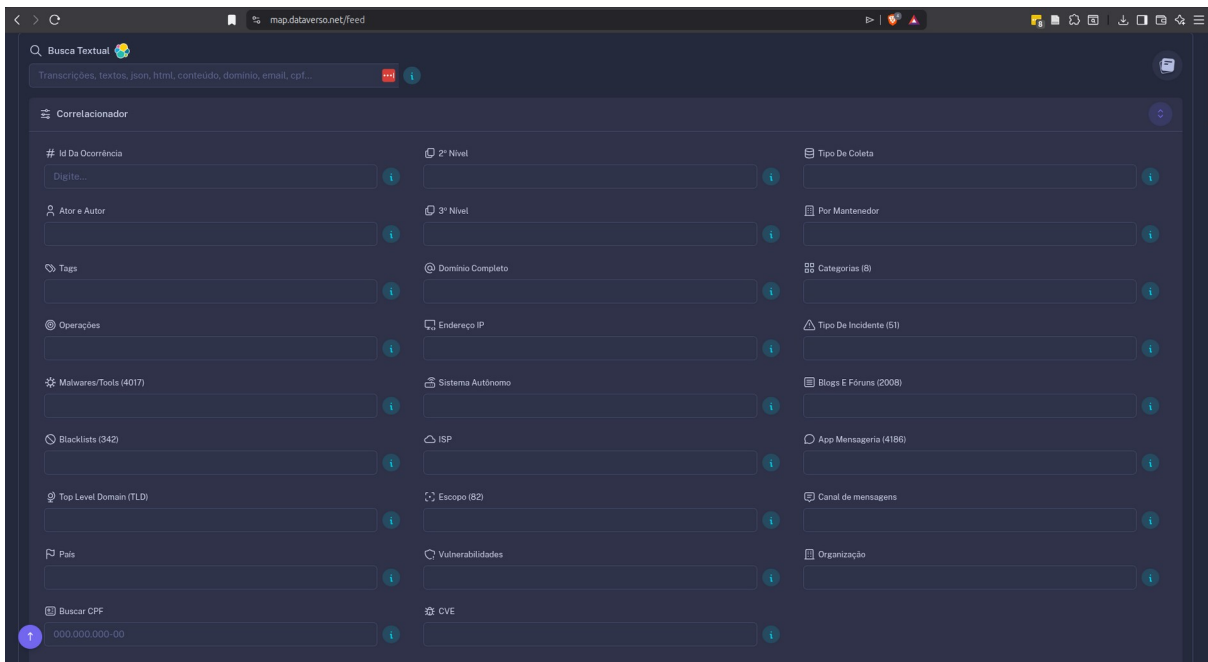 map.dataverso.net/feed
8
Busca Textual
Transcrições, textos, json, html, conteúdo, domínio, email, cpf...
Correlacionador
Id Da Ocorrência
2º Nível
Tipo De Coleta
Digite...
Ator e Autor
3º Nível
Por Mantenedor
Tags
Domínio Completo
Categorias (8)
Operações
Endereço IP
Tipo De Incidente (51)
Malwares/Tools (4017)
Sistema Autônomo
Blogs E Fóruns (2008)
Blacklists (342)
ISP
App Mensageria (4186)
Top Level Domain (TLD)
Escopo (82)
Canal de mensagens
País
Vulnerabilidades
Organização
Buscar CPF
CVE
000.000.000-00